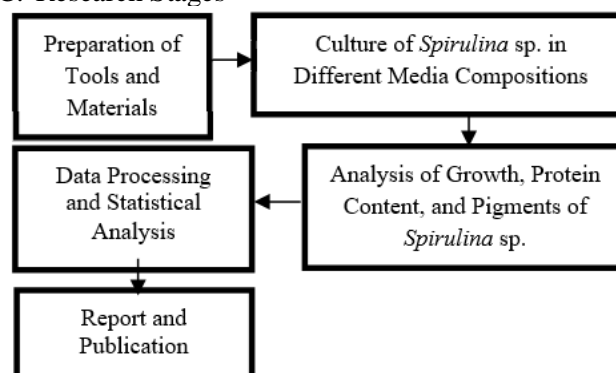 C. Research Stages
Preparation of
Tools and
Materials
Culture of Spirulina sp. in
Different Media Compositions
Analysis of Growth, Protein
Content, and Pigments of
Spirulina sp.
Data Processing
and Statistical
Analysis
Report and
Publication